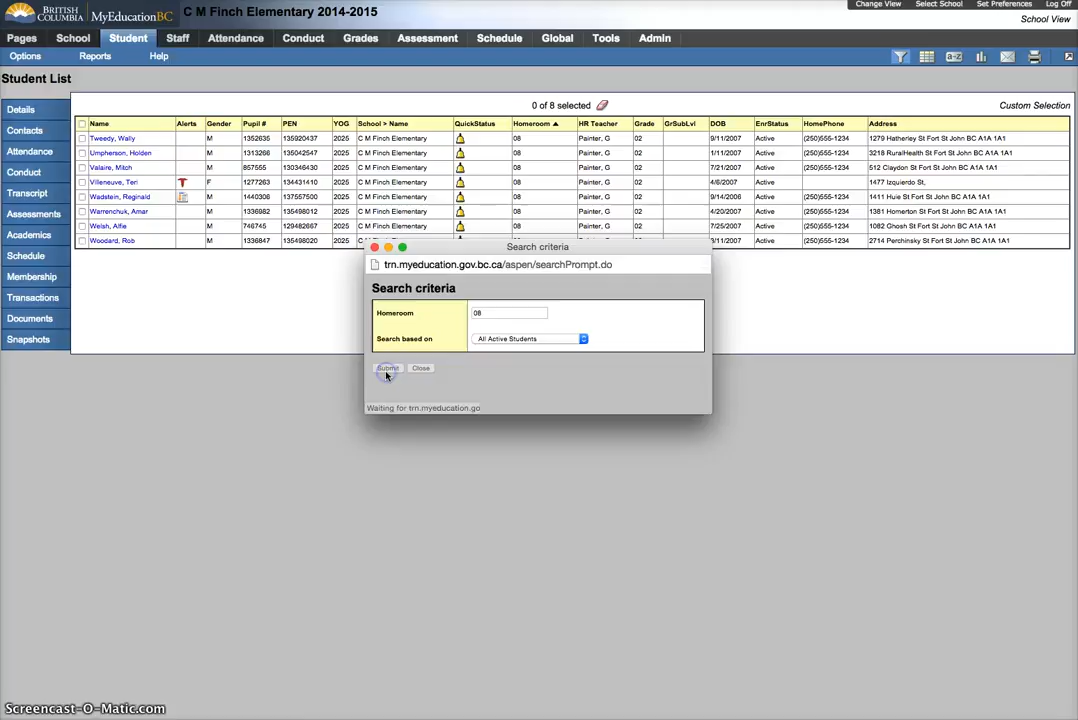 BRITISH COLUMBIA MyEducationBC C M Finch Elementary 2014-2015 Change View Select School Set Preferences Log Off
School View
Pages School Student Staff Attendance Conduct Grades Assessment Schedule Global Tools Admin
Options Reports Help a-z
Student List
0 of 8 selected Custom Selection
Details
Contacts
Attendance
Conduct
Transcript
Assessments
Academics
Schedule
Membership
Transactions
Documents
Snapshots
Name Alerts Gender Pupil # PEN YOG School > Name QuickStatus Homeroom HR Teacher Grade GrSubLvl DOB EnrStatus HomePhone Address
Tweedy, Wally M 1352635 135920437 2025 C M Finch Elementary 08 Painter, G 02 9/11/2007 Active (250)555-1234 1279 Hatherley St Fort St John BC A1A 1A1
Umpherson, Holden M 1313266 135042547 2025 C M Finch Elementary 08 Painter, G 02 1/11/2007 Active (250)555-1234 3218 RuralHealth St Fort St John BC A1A 1A1
Valaire, Mitch M 857555 130346430 2025 C M Finch Elementary 08 Painter, G 02 7/21/2007 Active (250)555-1234 512 Claydon St Fort St John BC A1A 1A1
Villeneuve, Teri F 1277263 134431410 2025 C M Finch Elementary 08 Painter, G 02 4/6/2007 Active 1477 Izquierdo St,
Wadstein, Reginald M 1440306 137557500 2025 C M Finch Elementary 08 Painter, G 02 9/14/2006 Active (250)555-1234 1411 Huie St Fort St John BC A1A 1A1
Warrenchuk, Amar M 1336982 135498012 2025 C M Finch Elementary 08 Painter, G 02 4/20/2007 Active (250)555-1234 1381 Homerton St Fort St John BC A1A 1A1
Welsh, Alfie M 746745 129482667 2025 C M Finch Elementary 08 Painter, G 02 7/25/2007 Active (250)555-1234 1082 Ghosh St Fort St John BC A1A 1A1
Woodard, Rob M 1336847 135498020 2025 C M Finch Elementary 08 Painter, G 02 3/11/2007 Active (250)555-1234 2714 Perchinsky St Fort St John BC A1A 1A1
Search criteria
trn.myeducation.gov.bc.ca/aspen/searchPrompt.do
Search criteria
Homeroom 08
Search based on All Active Students
Submit Close
Waiting for trn.myeducation.go
Screencast-O-Matic.com